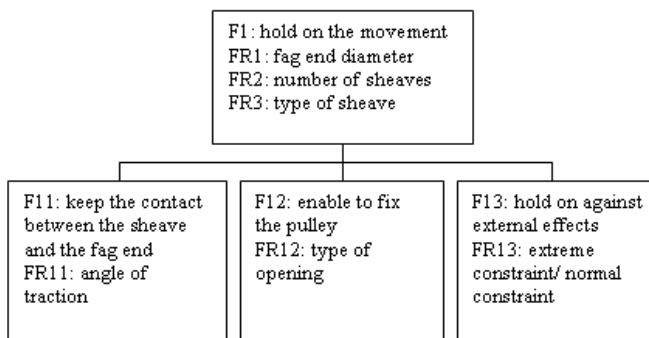 F1: hold on the movement
FR1: fag end diameter
FR2: number of sheaves
FR3: type of sheave
F11: keep the contact
between the sheave
and the fag end
FR11: angle of
traction
F12: enable to fix
the pulley
FR12: type of
opening
F13: hold on against
external effects
FR13: extreme
constraint/ normal
constraint